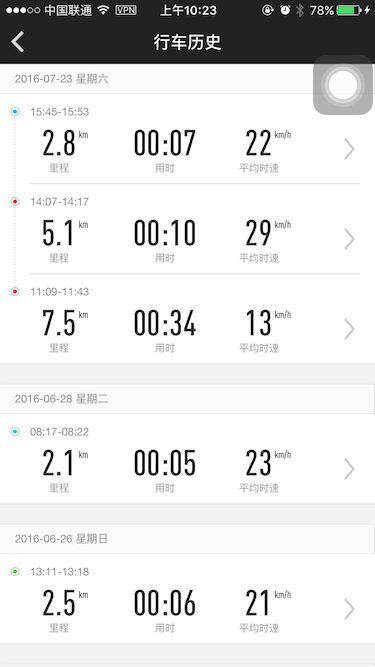 中国联通 VPN 上午10:23 78%
行车历史
2016-07-23 星期六
15:45-15:53
2.8 km 00:07 22 km/h
里程 用时 平均时速
14:07-14:17
5.1 km 00:10 29 km/h
里程 用时 平均时速
11:09-11:43
7.5 km 00:34 13 km/h
里程 用时 平均时速
2016-06-28 星期二
08:17-08:22
2.1 km 00:05 23 km/h
里程 用时 平均时速
2016-06-26 星期日
13:11-13:18
2.5 km 00:06 21 km/h
里程 用时 平均时速